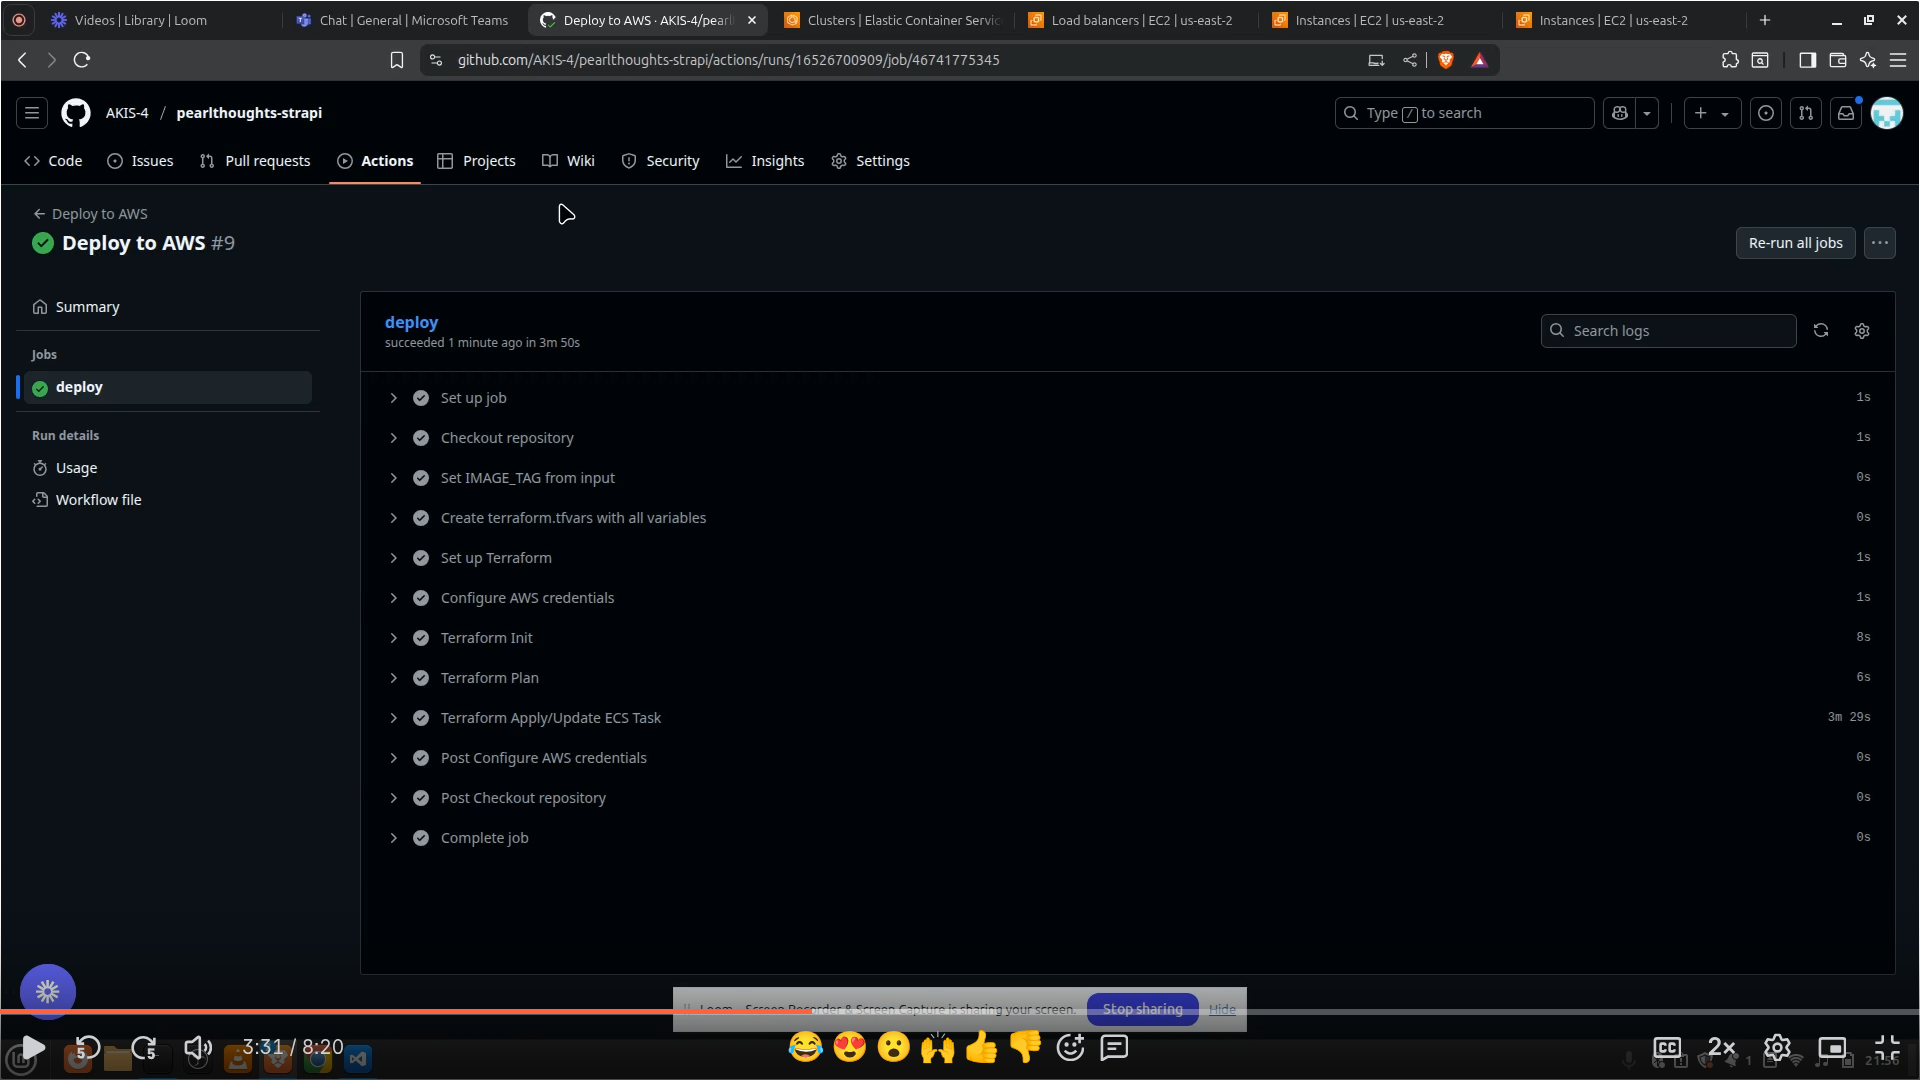 Videos | Library | Loom
Chat | General | Microsoft Teams
Deploy to AWS · AKIS-4/pearl
Clusters | Elastic Container Servic
Load balancers | EC2 | us-east-2
Instances | EC2 | us-east-2
Instances | EC2 | us-east-2
github.com/AKIS-4/pearlthoughts-strapi/actions/runs/16526700909/job/46741775345
AKIS-4 / pearlthoughts-strapi
Type / to search
Code
Issues
Pull requests
Actions
Projects
Wiki
Security
Insights
Settings
Deploy to AWS
Deploy to AWS #9
Re-run all jobs
Summary
Jobs
deploy
Run details
Usage
Workflow file
deploy
succeeded 1 minute ago in 3m 50s
Search logs
Set up job 1s
Checkout repository 1s
Set IMAGE_TAG from input 0s
Create terraform.tfvars with all variables 0s
Set up Terraform 1s
Configure AWS credentials 1s
Terraform Init 8s
Terraform Plan 6s
Terraform Apply/Update ECS Task 3m 29s
Post Configure AWS credentials 0s
Post Checkout repository 0s
Complete job 0s
Loom – Screen Recorder & Screen Capture is sharing your screen.
Stop sharing
Hide
5
5
3:31 / 8:20
CC
2×